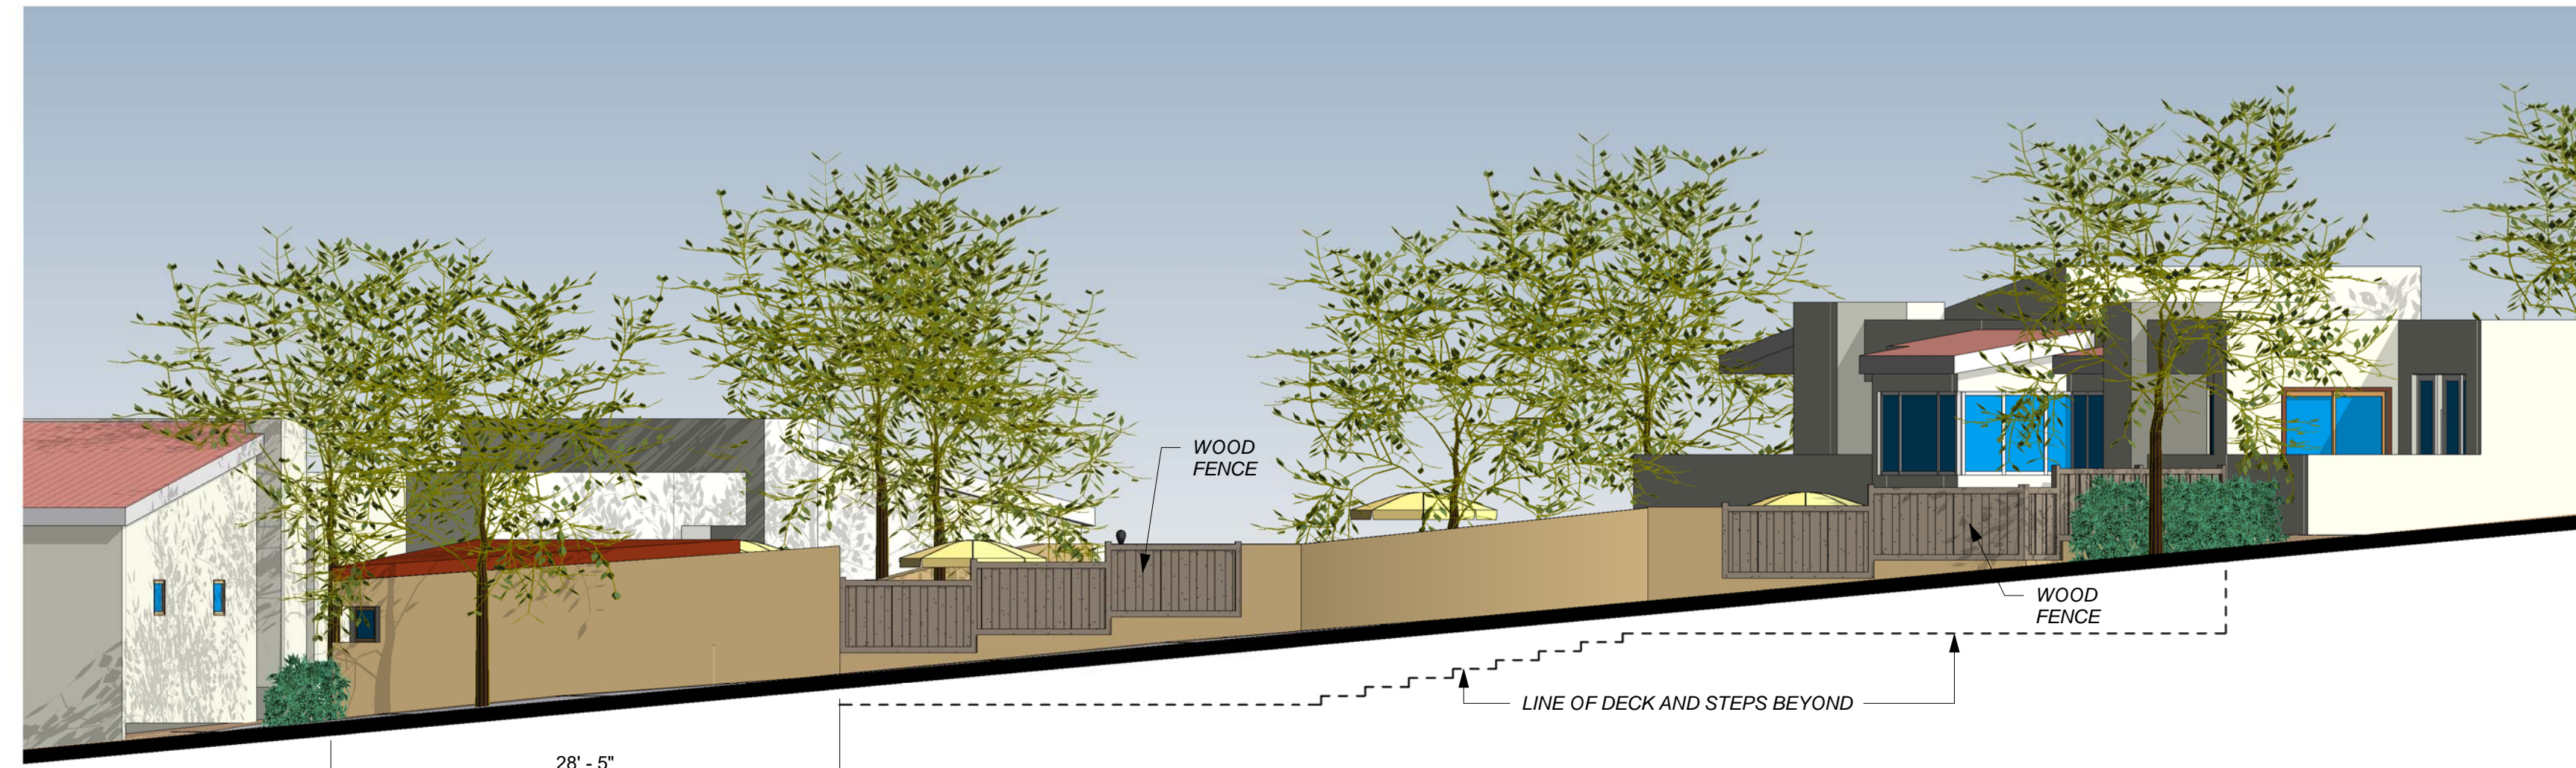 WOOD
FENCE
WOOD
FENCE
LINE OF DECK AND STEPS BEYOND
28' - 5"